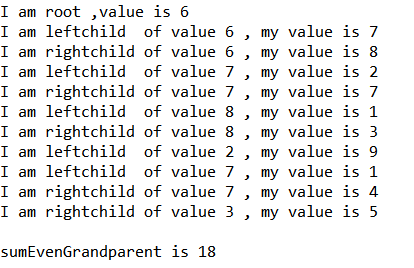 I am root ,value is 6
I am leftchild  of value 6 , my value is 7
I am rightchild of value 6 , my value is 8
I am leftchild  of value 7 , my value is 2
I am rightchild of value 7 , my value is 7
I am leftchild  of value 8 , my value is 1
I am rightchild of value 8 , my value is 3
I am leftchild  of value 2 , my value is 9
I am leftchild  of value 7 , my value is 1
I am rightchild of value 7 , my value is 4
I am rightchild of value 3 , my value is 5

sumEvenGrandparent is 18